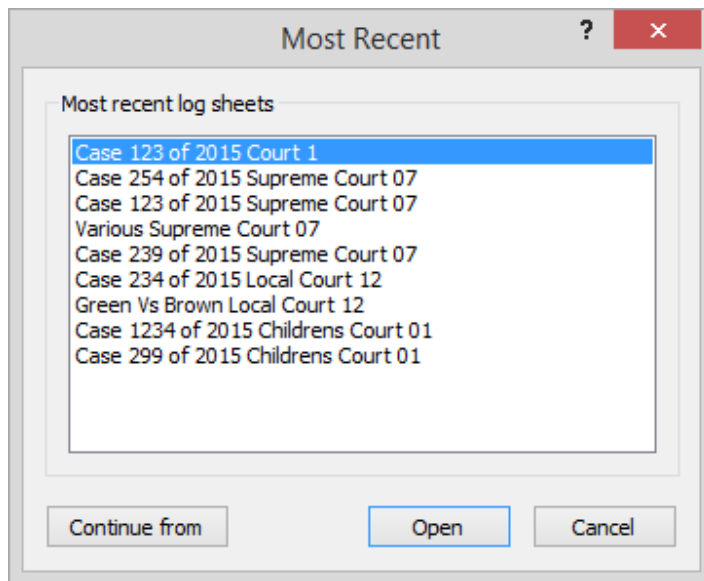 Most Recent
?
Most recent log sheets
Case 123 of 2015 Court 1
Case 254 of 2015 Supreme Court 07
Case 123 of 2015 Supreme Court 07
Various Supreme Court 07
Case 239 of 2015 Supreme Court 07
Case 234 of 2015 Local Court 12
Green Vs Brown Local Court 12
Case 1234 of 2015 Childrens Court 01
Case 299 of 2015 Childrens Court 01
Continue from
Open
Cancel